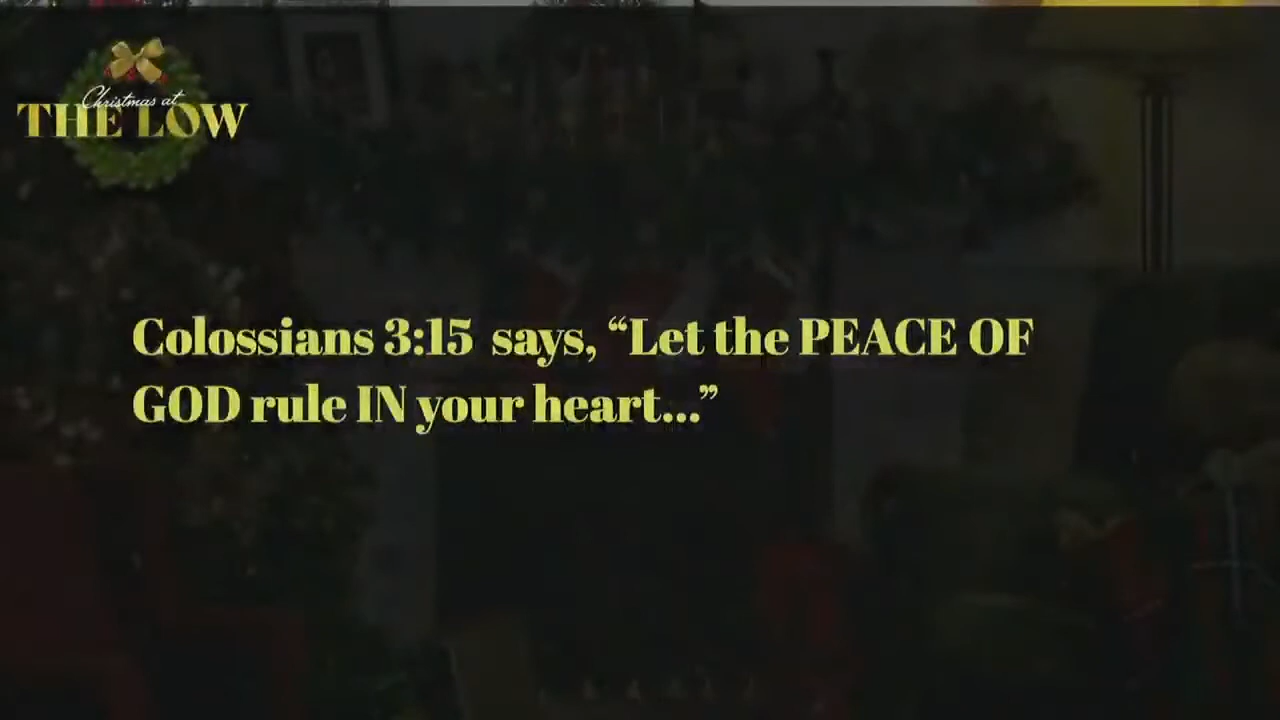 Christmas at
THE LOW
Colossians 3:15  says, “Let the PEACE OF
GOD rule IN your heart...”